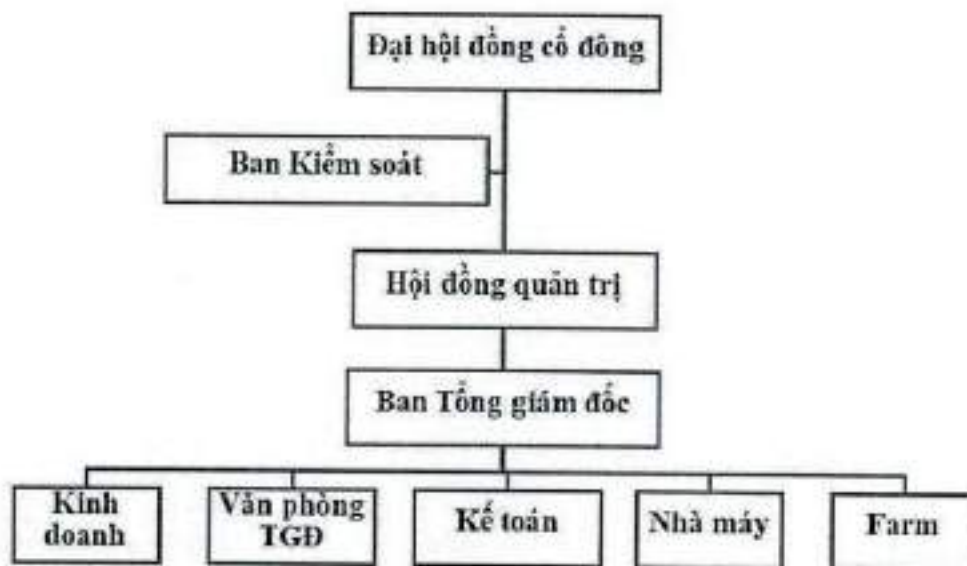 Đại hội đồng cổ đông
Ban Kiểm soát
Hội đồng quản trị
Ban Tổng giám đốc
Kinh
doanh
Văn phòng
TGĐ
Kế toán
Nhà máy
Farm